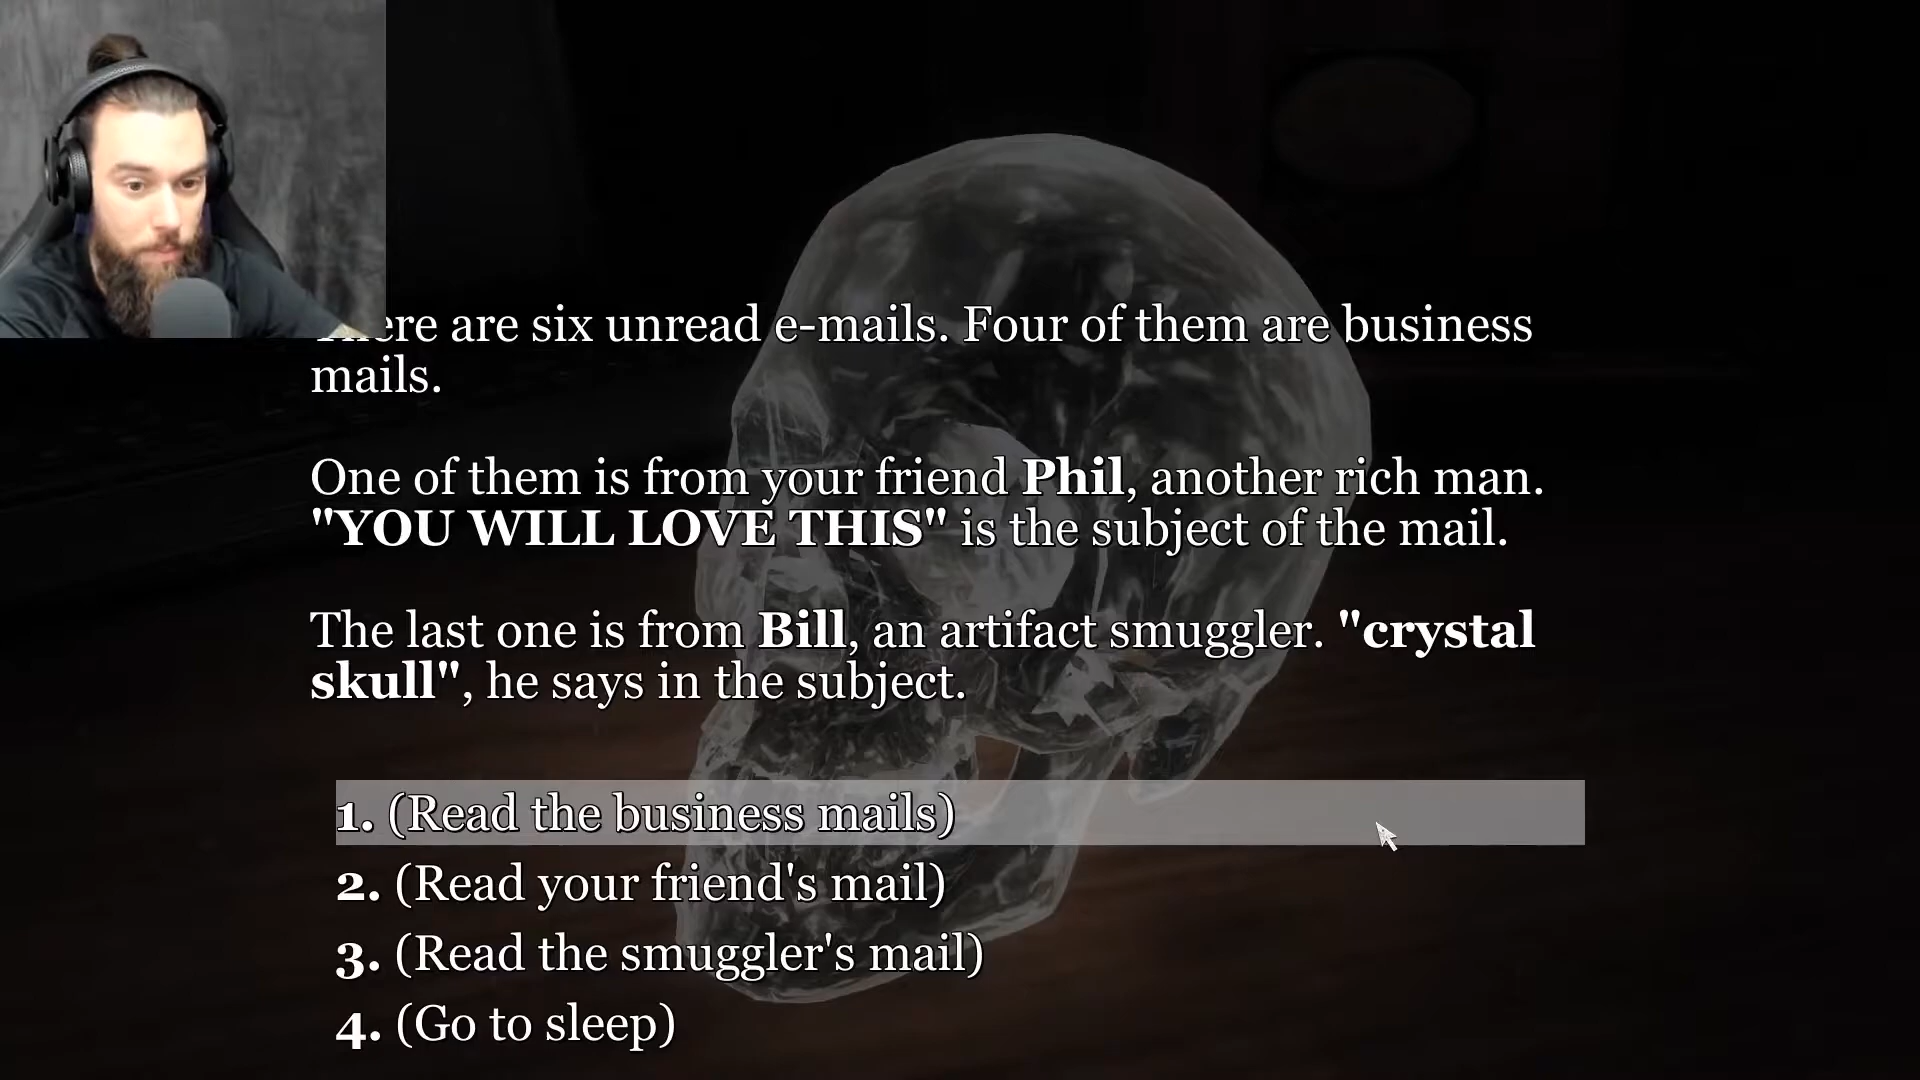 ere are six unread e-mails. Four of them are business
mails.
One of them is from your friend Phil, another rich man.
"YOU WILL LOVE THIS" is the subject of the mail.
The last one is from Bill, an artifact smuggler. "crystal
skull", he says in the subject.
1. (Read the business mails)
2. (Read your friend's mail)
3. (Read the smuggler's mail)
4. (Go to sleep)